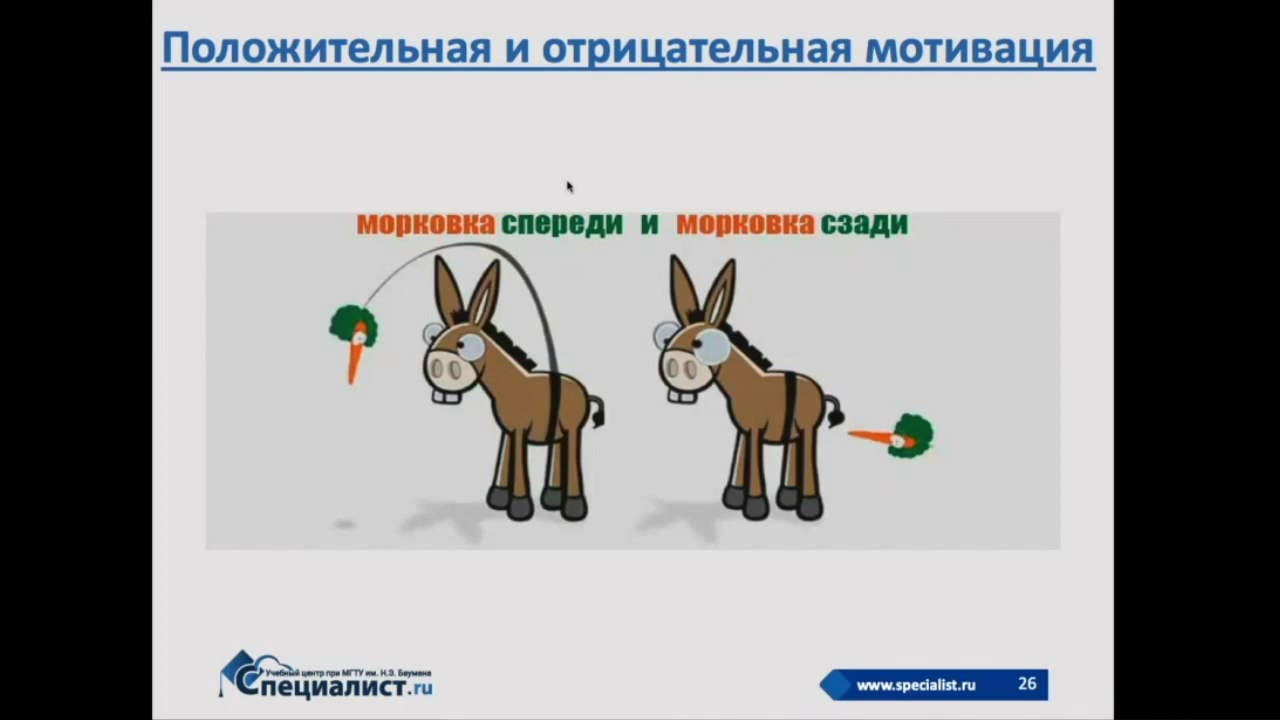 Положительная и отрицательная мотивация
морковка спереди и морковка сзади
Учебный центр при МГТУ им. Н.Э. Баумана
Специалист.ru
www.specialist.ru 26